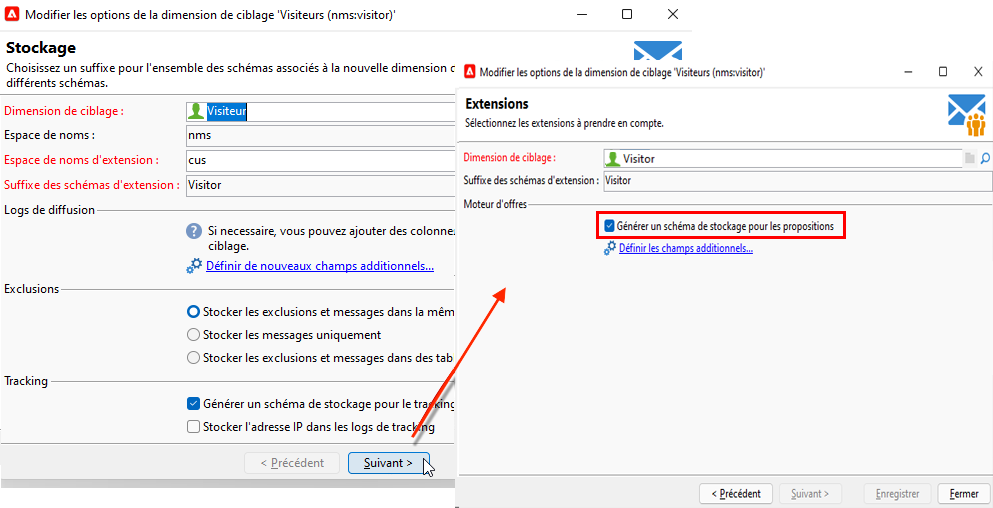 Modifier les options de la dimension de ciblage 'Visiteurs (nms:visitor)'
Stockage
Choisissez un suffixe pour l'ensemble des schémas associés à la nouvelle dimension d
différents schémas.
Dimension de ciblage :
Visiteur
Espace de noms :
nms
Espace de noms d'extension :
cus
Suffixe des schémas d'extension :
Visitor
Logs de diffusion
Si necessaire, vous pouvez ajouter des colonne
ciblage.
Définir de nouveaux champs additionnels...
Exclusions
Stocker les exclusions et messages dans la mêm
Stocker les messages uniquement
Stocker les exclusions et messages dans des tab
Tracking
Générer un schéma de stockage pour le tracking
Stocker l'adresse IP dans les logs de tracking
< Précédent
Suivant >
Modifier les options de la dimension de ciblage 'Visiteurs (nms:visitor)'
Extensions
Sélectionnez les extensions à prendre en compte.
Dimension de ciblage :
Visitor
Suffixe des schémas d'extension :
Visitor
Moteur d'offres
Générer un schéma de stockage pour les propositions
Définir les champs additionnels...
< Précédent
Suivant >
Enregistrer
Fermer